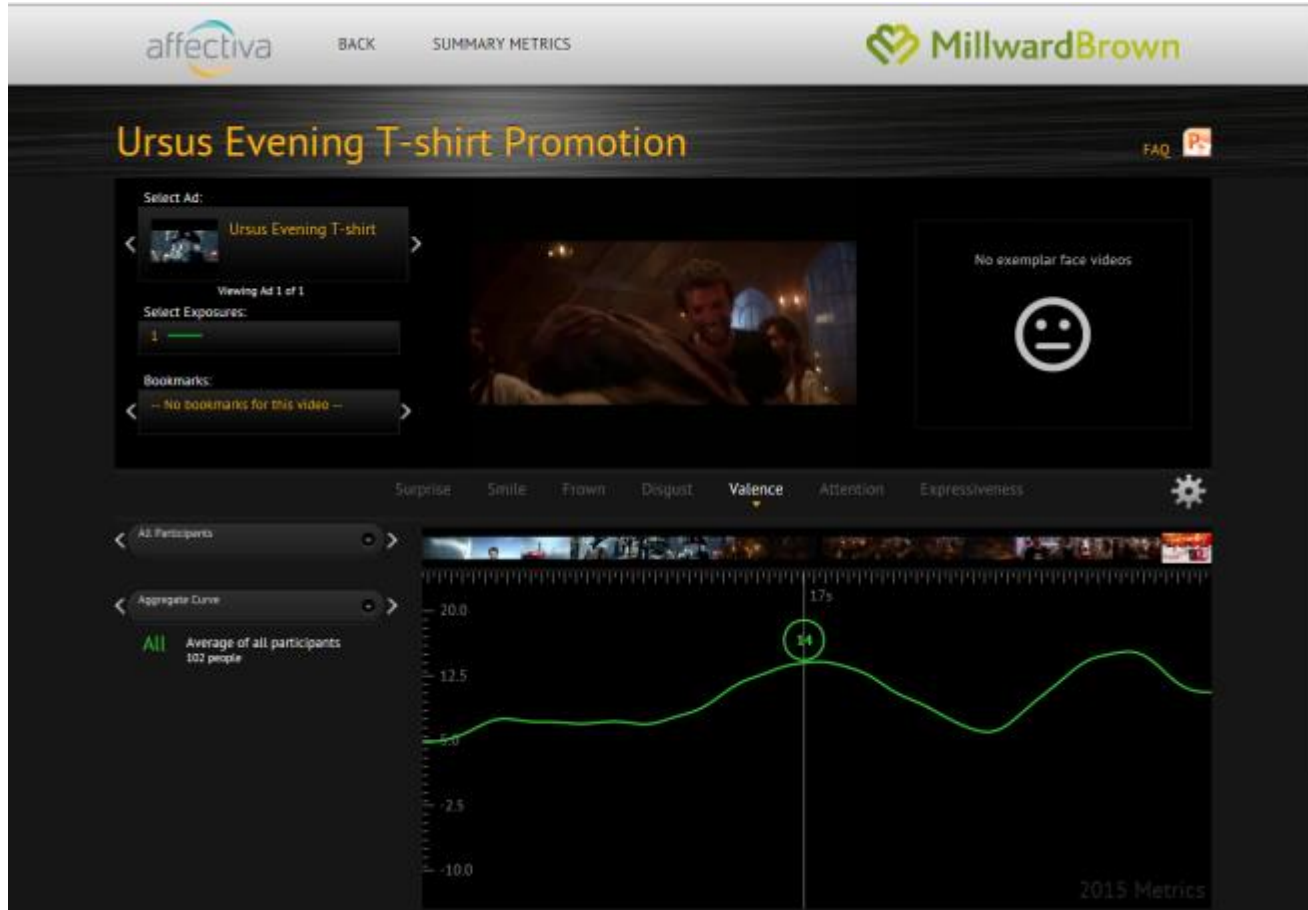 affectiva BACK SUMMARY METRICS MillwardBrown
Ursus Evening T-shirt Promotion
FAQ
Select Ad:
Ursus Evening T-shirt
Viewing Ad 1 of 1
Select Exposures:
1
Bookmarks:
-- No bookmarks for this video --
No exemplar face videos
Surprise Smile Frown Disgust Valence Attention Expressiveness
All Participants
Aggregate Curve
All Average of all participants
102 people
17s
14
20.0
12.5
5.0
-2.5
-10.0
2015 Metrics